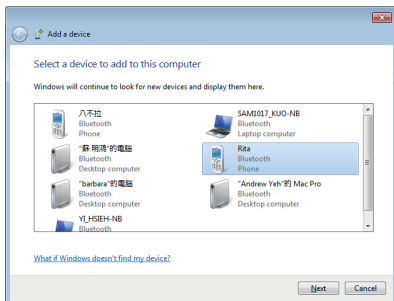 Add a device
Select a device to add to this computer
Windows will continue to look for new devices and display them here.
八不拉
Bluetooth
Phone
SAM1017_KUO-NB
Bluetooth
Laptop computer
"蘇 明鴻"的電腦
Bluetooth
Desktop computer
Rita
Bluetooth
Phone
"barbara"的電腦
Bluetooth
Desktop computer
"Andrew Yeh"的 Mac Pro
Bluetooth
Desktop computer
YI_HSIEH-NB
Bluetooth
What if Windows doesn't find my device?
Next
Cancel